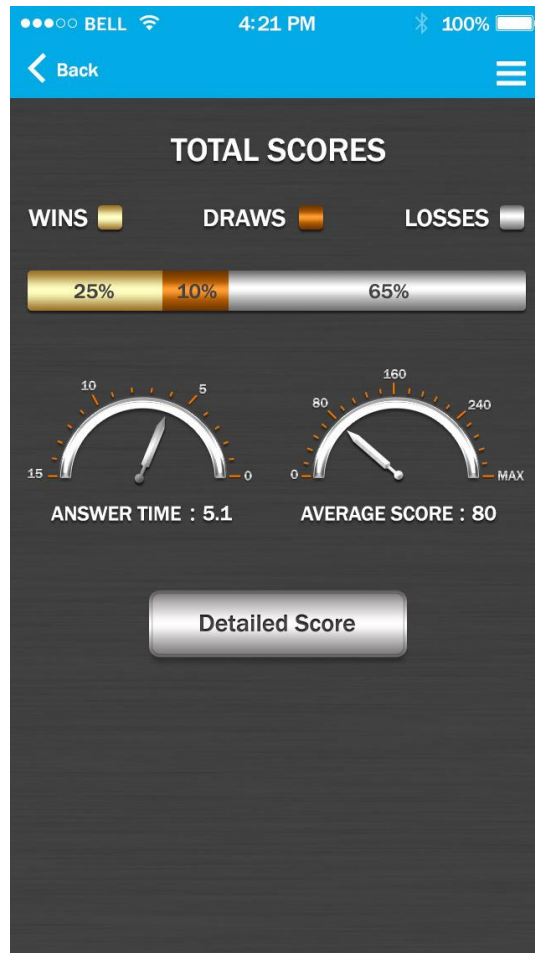 BELL 4:21 PM 100%
Back
TOTAL SCORES
WINS DRAWS LOSSES
25% 10% 65%
10 5 15 0
80 160 240 0 MAX
ANSWER TIME : 5.1 AVERAGE SCORE : 80
Detailed Score